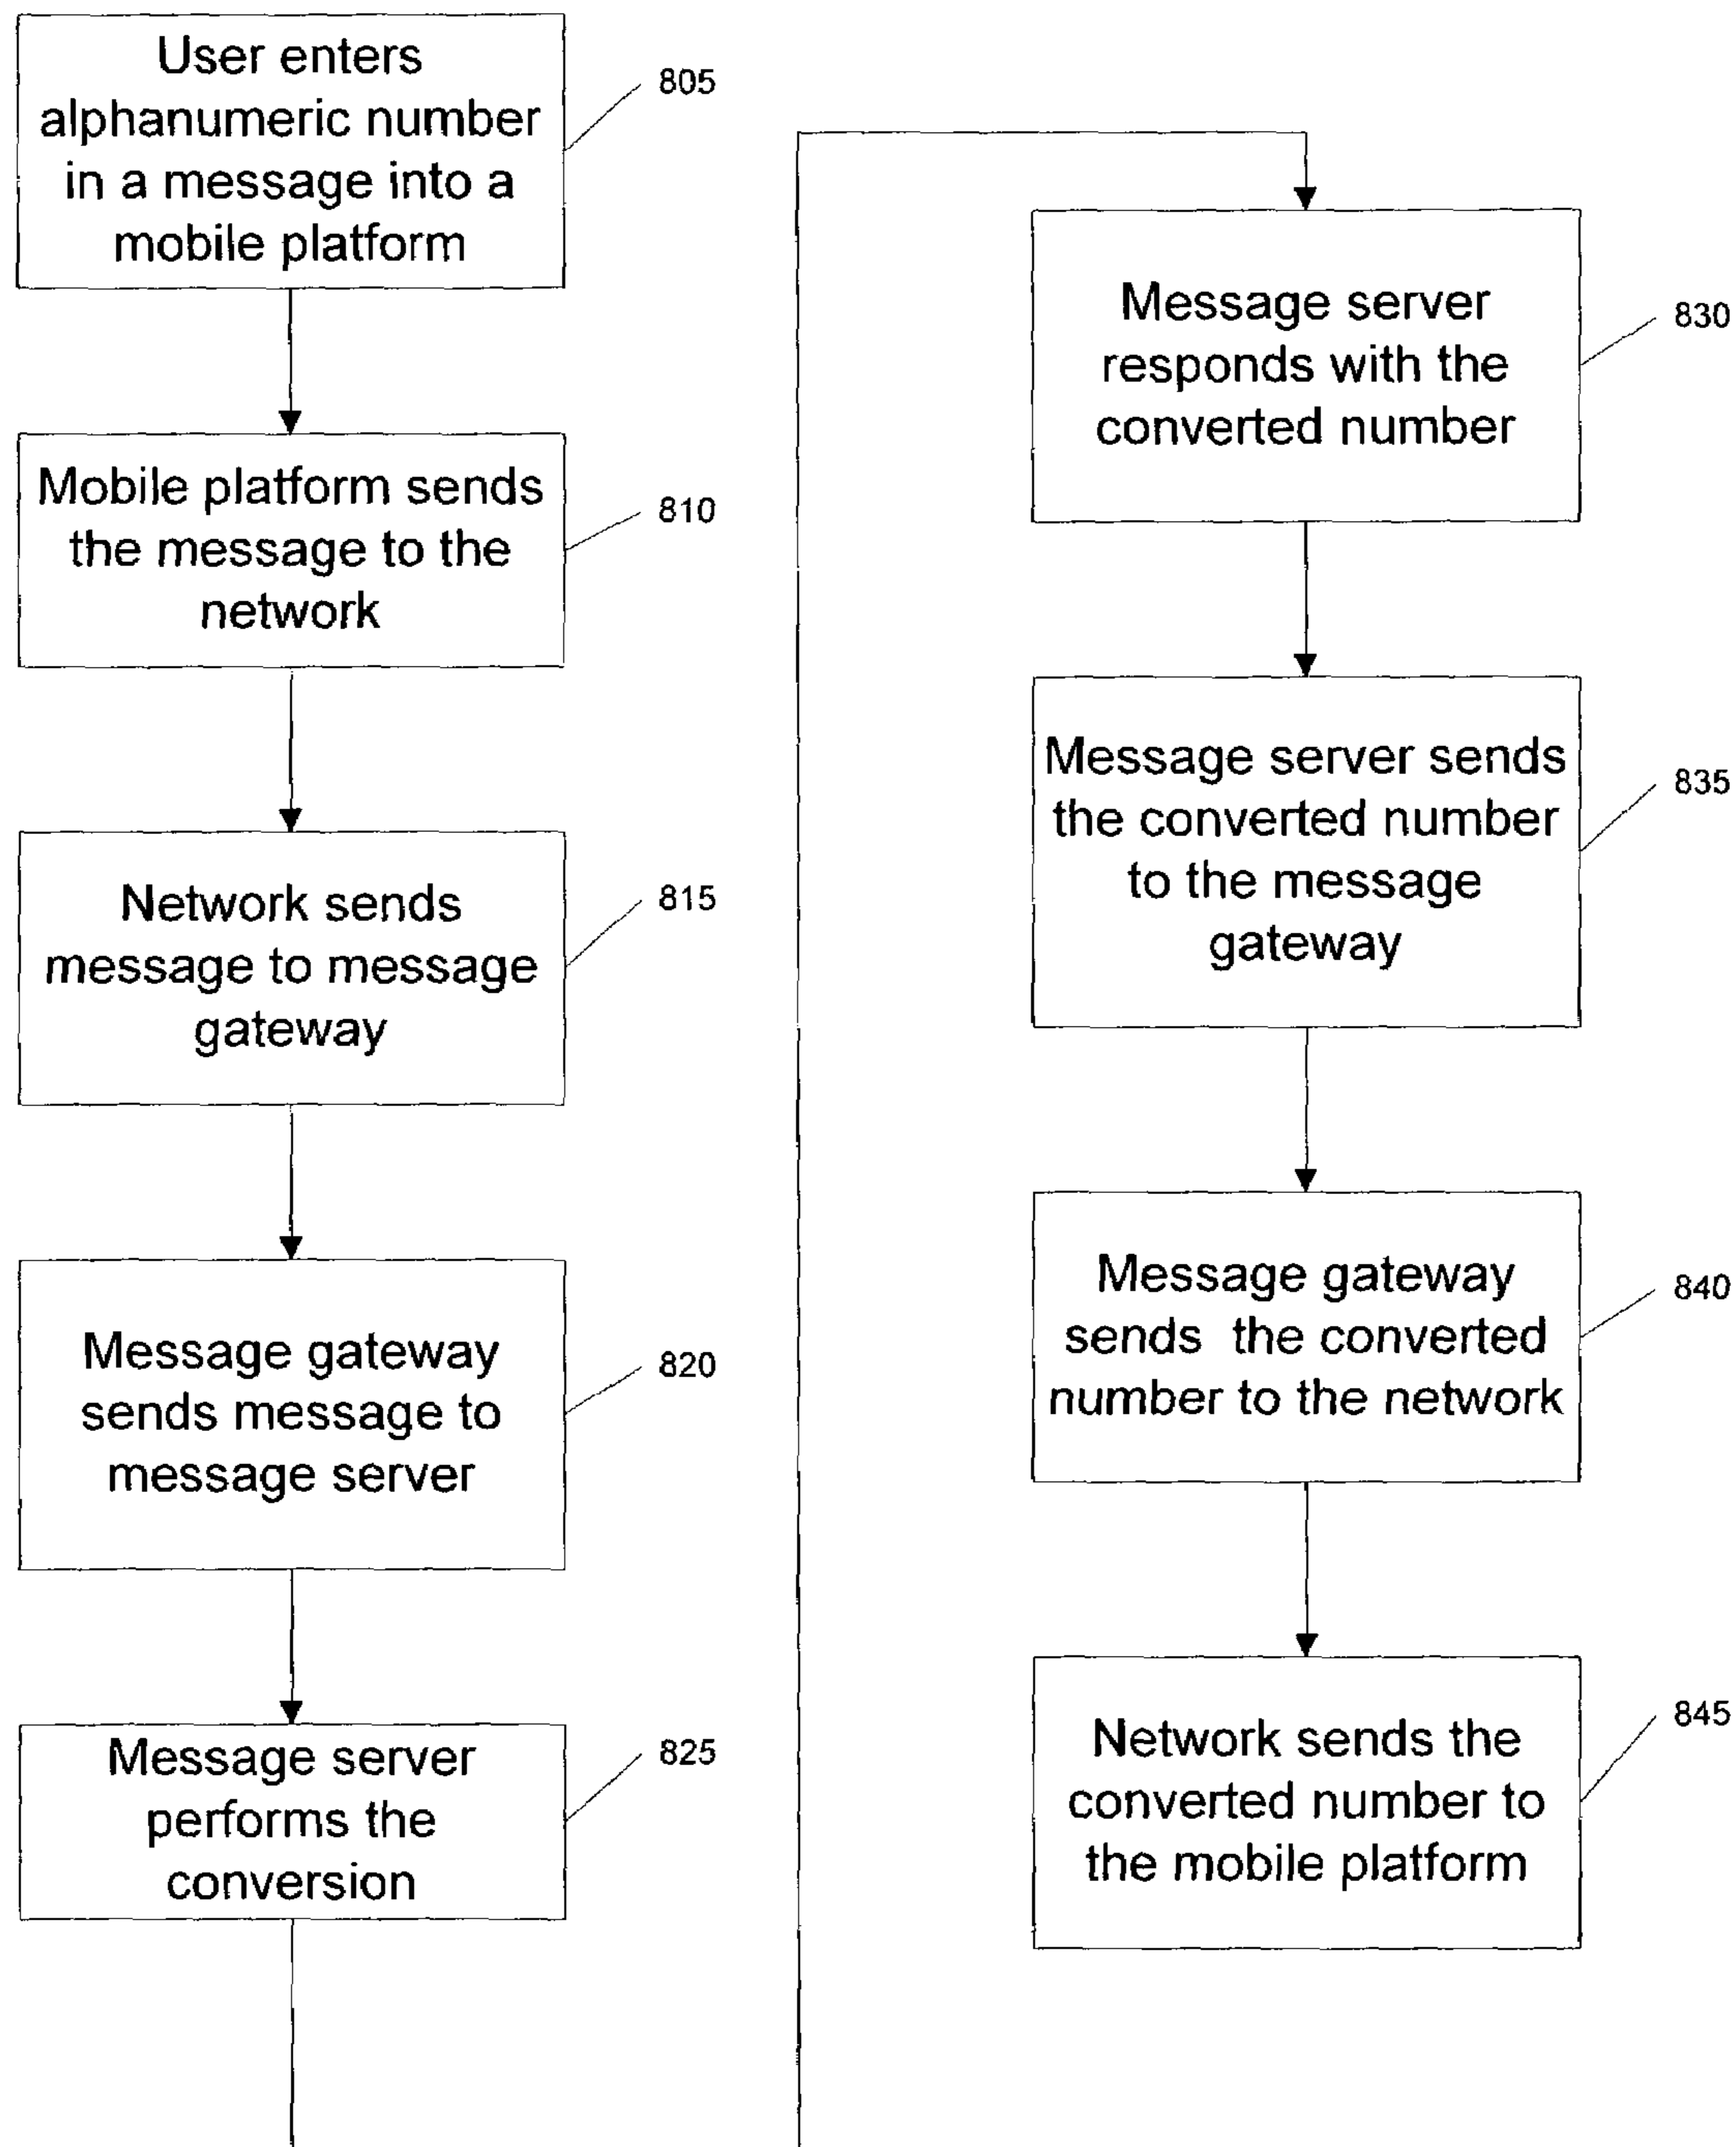 User enters
alphanumeric number
in a message into a
mobile platform
805
Mobile platform sends
the message to the
network
810
Network sends
message to message
gateway
815
Message gateway
sends message to
message server
820
Message server
performs the
conversion
825
Message server
responds with the
converted number
830
Message server sends
the converted number
to the message
gateway
835
Message gateway
sends the converted
number to the network
840
Network sends the
converted number to
the mobile platform
845